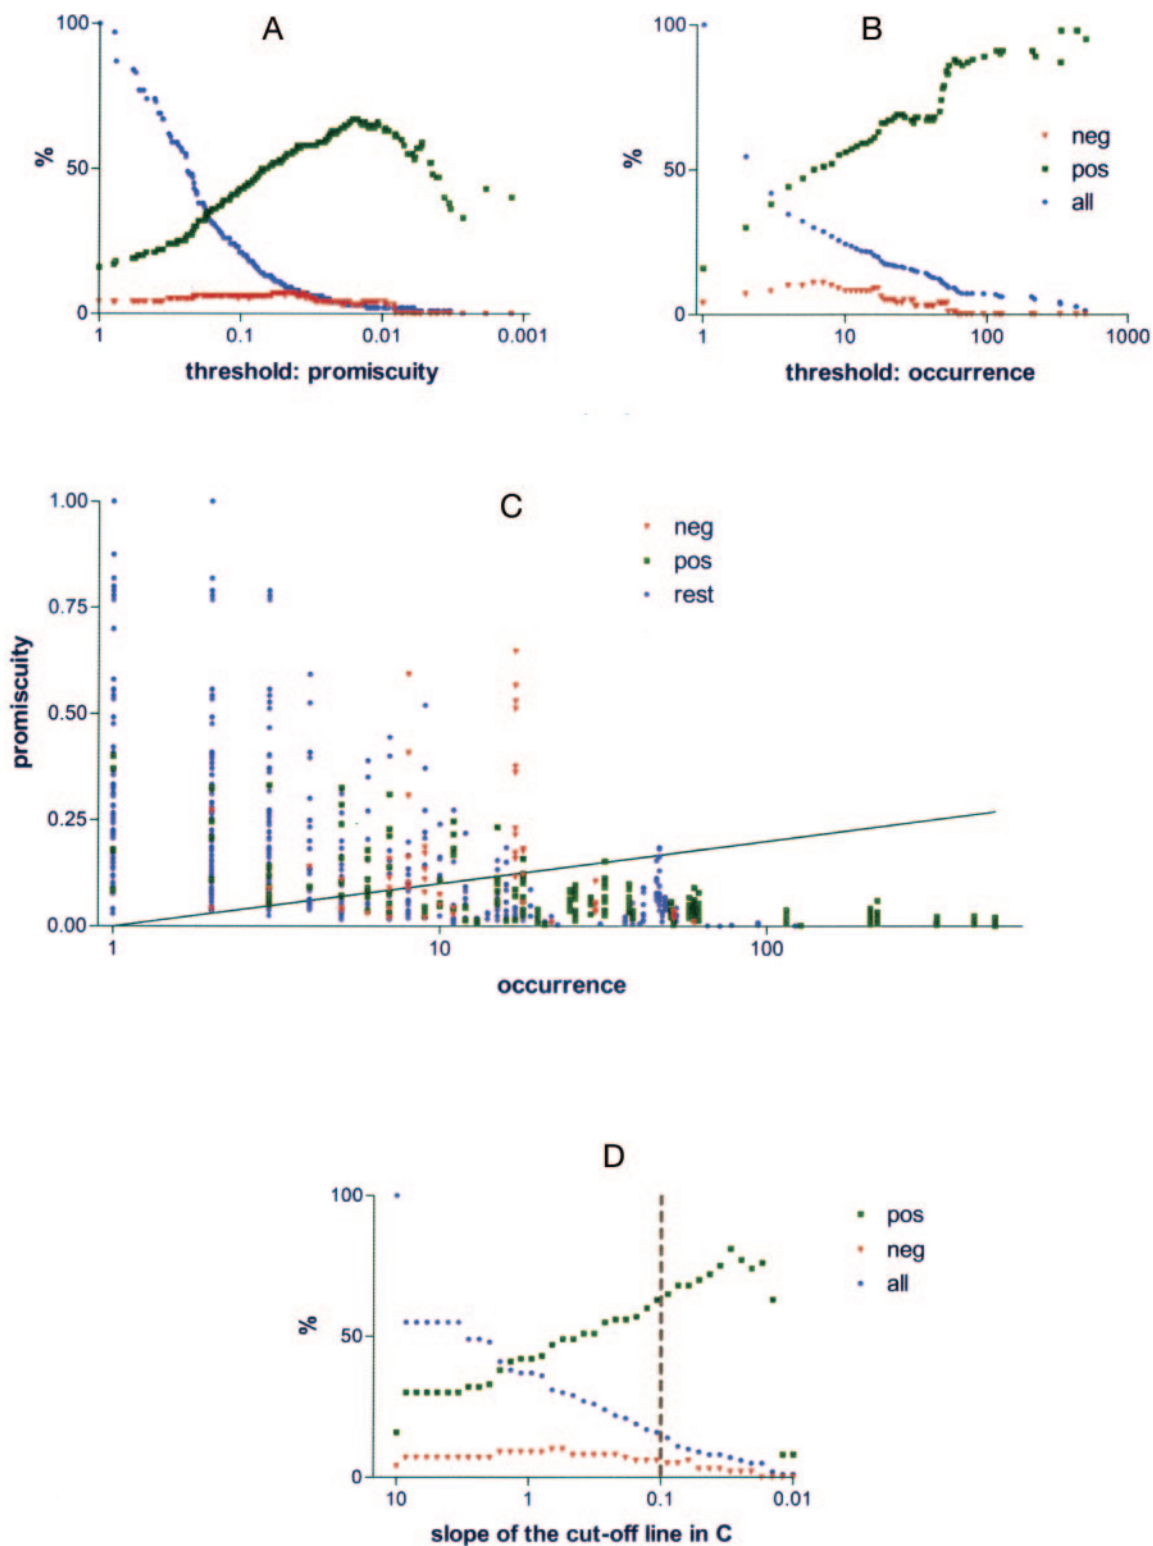 A
100
%
50
0
1
0.1
0.01
0.001
threshold: promiscuity
B
100
%
50
0
1
10
100
1000
threshold: occurrence
neg
pos
all
C
1.00
0.75
0.50
0.25
0.00
promiscuity
1
10
100
occurrence
neg
pos
rest
D
100
%
50
0
10
1
0.1
0.01
slope of the cut-off line in C
pos
neg
all